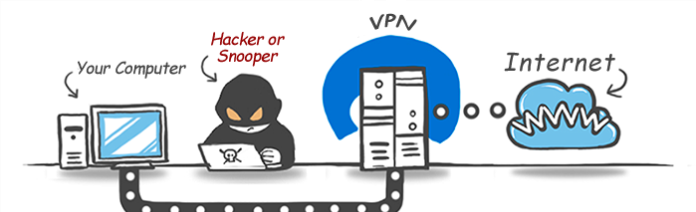 VPN
Hacker or
Snooper
Internet
Your Computer